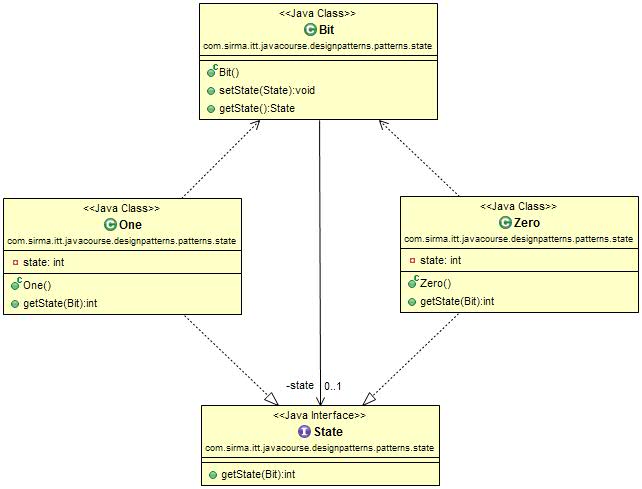 <<Java Class>>
Bit
com.sirma.itt.javacourse.designpatterns.patterns.state
Bit()
setState(State):void
getState():State
<<Java Class>>
One
com.sirma.itt.javacourse.designpatterns.patterns.state
state: int
One()
getState(Bit):int
<<Java Class>>
Zero
com.sirma.itt.javacourse.designpatterns.patterns.state
state: int
Zero()
getState(Bit):int
-state 0..1
<<Java Interface>>
State
com.sirma.itt.javacourse.designpatterns.patterns.state
getState(Bit):int